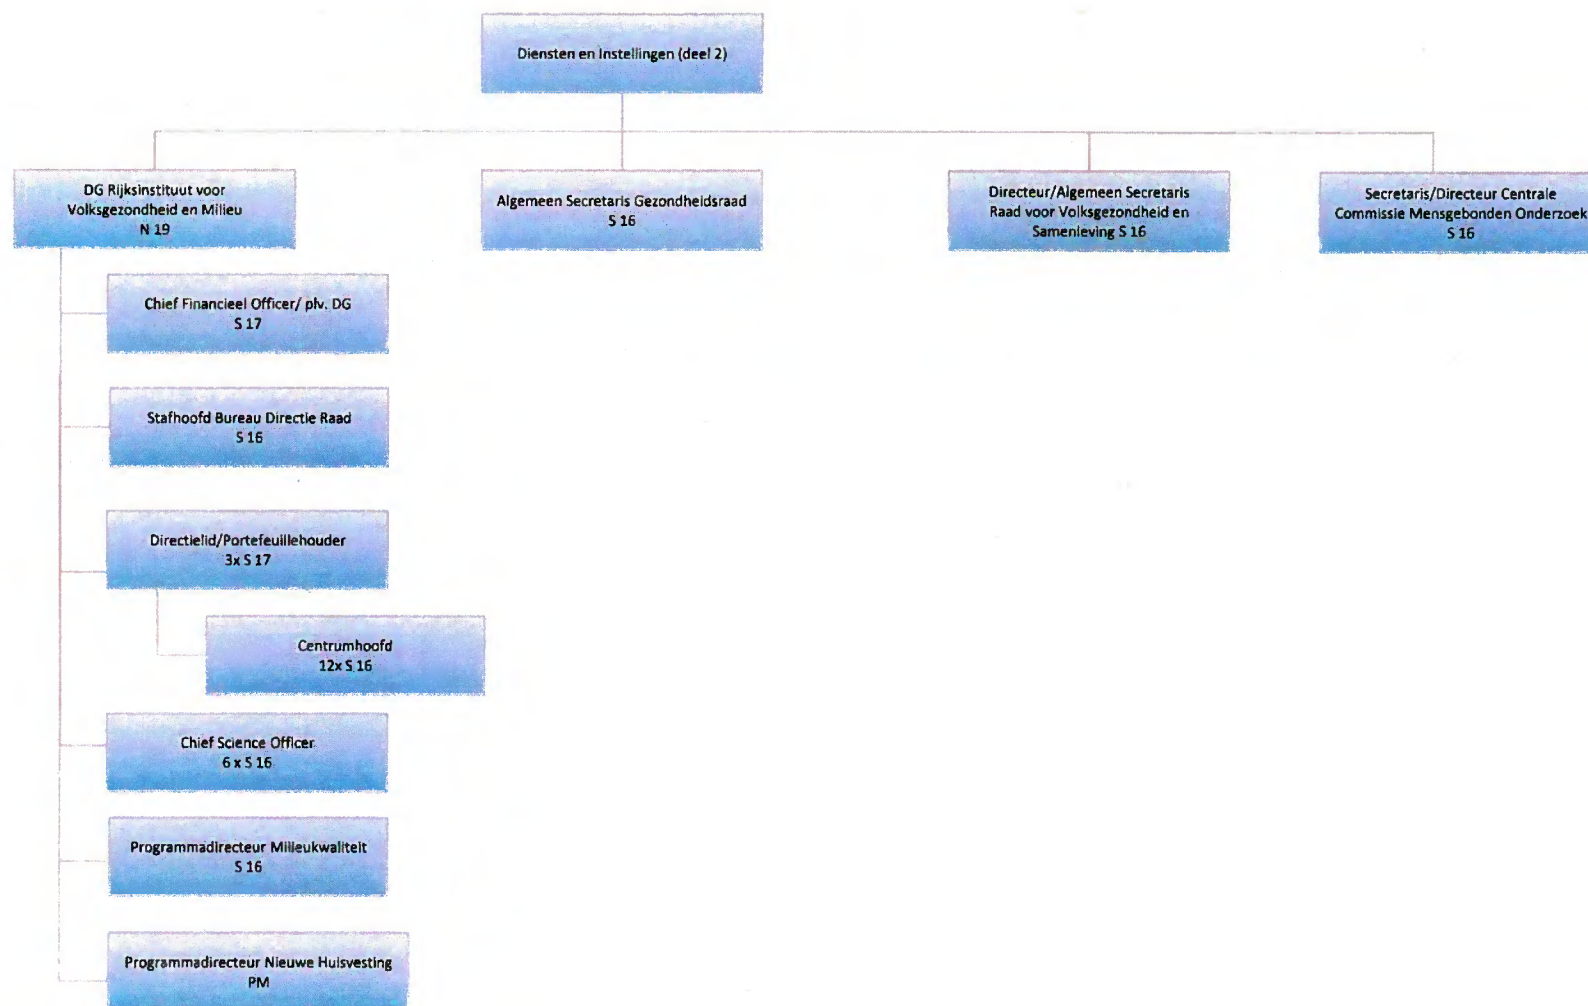 Diensten en Instellingen (deel 2)
DG Rijksinstituut voor
Volksgezondheid en Milieu
N 19
Algemeen Secretaris Gezondheidsraad
S 16
Directeur/Algemeen Secretaris
Raad voor Volksgezondheid en
Samenleving S 16
Secretaris/Directeur Centrale
Commissie Mensgebonden Onderzoek
S 16
Chief Financieel Officer/ plv. DG
S 17
Stafhoofd Bureau Directie Raad
S 16
Directielid/Portefeuillehouder
3x S 17
Centrumhoofd
12x S 16
Chief Science Officer
6 x S 16
Programmadirecteur Milieukwaliteit
S 16
Programmadirecteur Nieuwe Huisvesting
PM